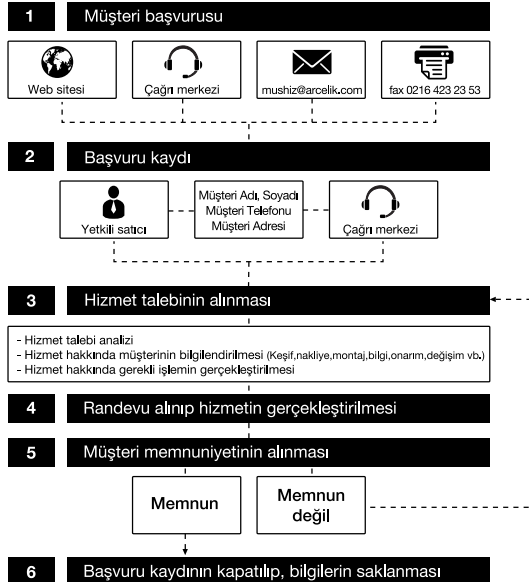 1 Müşteri başvurusu
Web sitesi
Çağrı merkezi
mushiz@arcelik.com
fax 0216 423 23 53
2 Başvuru kaydı
Yetkili satıcı
Müşteri Adı, Soyadı
Müşteri Telefonu
Müşteri Adresi
Çağrı merkezi
3 Hizmet talebinin alınması
- Hizmet talebi analizi
- Hizmet hakkında müşterinin bilgilendirilmesi (Keşif,nakliye,montaj,bilgi,onarım,değişim vb.)
- Hizmet hakkında gerekli işlemin gerçekleştirilmesi
4 Randevu alınıp hizmetin gerçekleştirilmesi
5 Müşteri memnuniyetinin alınması
Memnun
Memnun
değil
6 Başvuru kaydının kapatılıp, bilgilerin saklanması